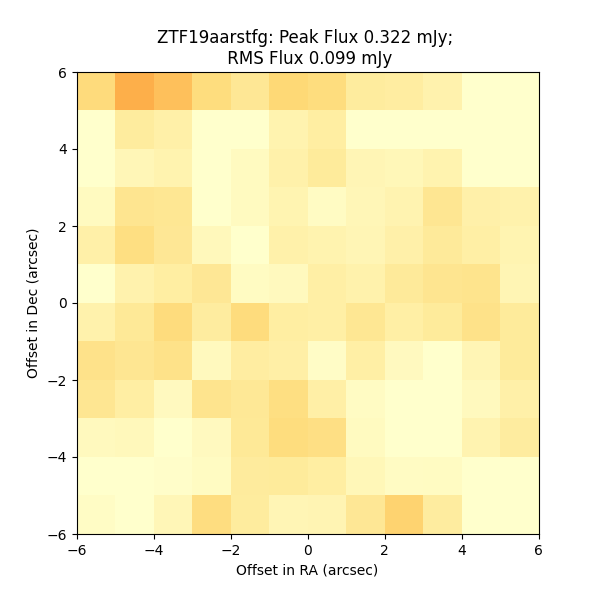 ZTF19aarstfg: Peak Flux 0.322 mJy;
RMS Flux 0.099 mJy
6
4
2
0
−2
−4
−6
Offset in Dec (arcsec)
−6 −4 −2 0 2 4 6
Offset in RA (arcsec)